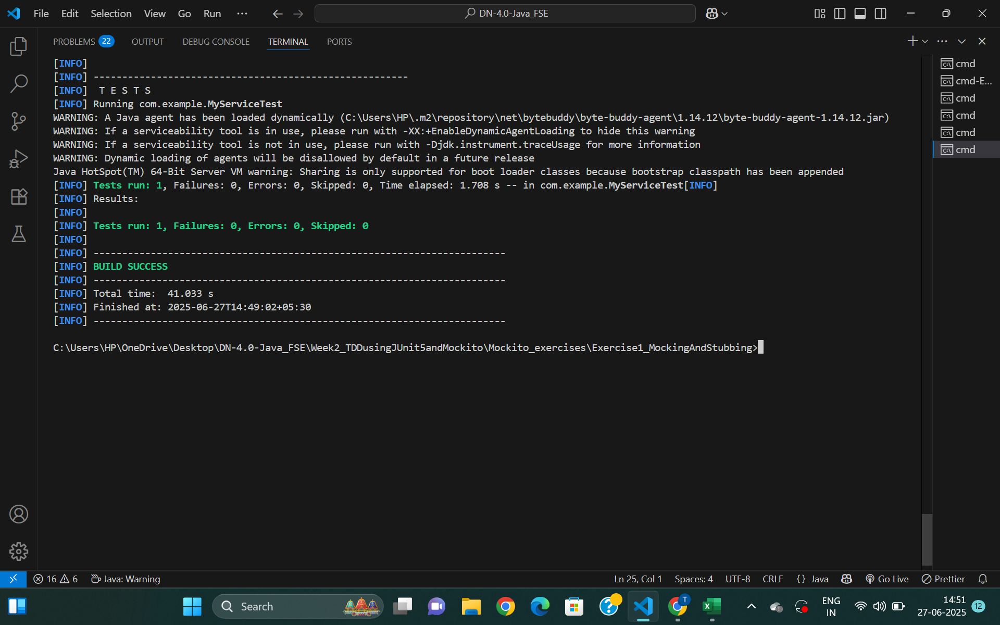 File Edit Selection View Go Run ··· DN-4.0-Java_FSE
PROBLEMS 22 OUTPUT DEBUG CONSOLE TERMINAL PORTS
[INFO]
[INFO] -------------------------------------------------------
[INFO]  T E S T S
[INFO] Running com.example.MyServiceTest
WARNING: A Java agent has been loaded dynamically (C:\Users\HP\.m2\repository\net\bytebuddy\byte-buddy-agent\1.14.12\byte-buddy-agent-1.14.12.jar)
WARNING: If a serviceability tool is in use, please run with -XX:+EnableDynamicAgentLoading to hide this warning
WARNING: If a serviceability tool is not in use, please run with -Djdk.instrument.traceUsage for more information
WARNING: Dynamic loading of agents will be disallowed by default in a future release
Java HotSpot(TM) 64-Bit Server VM warning: Sharing is only supported for boot loader classes because bootstrap classpath has been appended
[INFO] Tests run: 1, Failures: 0, Errors: 0, Skipped: 0, Time elapsed: 1.708 s -- in com.example.MyServiceTest[INFO]
[INFO] Results:
[INFO]
[INFO] Tests run: 1, Failures: 0, Errors: 0, Skipped: 0
[INFO]
[INFO] ------------------------------------------------------------------------
[INFO] BUILD SUCCESS
[INFO] ------------------------------------------------------------------------
[INFO] Total time:  41.033 s
[INFO] Finished at: 2025-06-27T14:49:02+05:30
[INFO] ------------------------------------------------------------------------
C:\Users\HP\OneDrive\Desktop\DN-4.0-Java_FSE\Week2_TDDusingJUnit5andMockito\Mockito_exercises\Exercise1_MockingAndStubbing>
cmd
cmd-E...
cmd
cmd
cmd
cmd
16 6 Java: Warning Ln 25, Col 1 Spaces: 4 UTF-8 CRLF {} Java Go Live Prettier
Search T ENG 14:51 12
IN 27-06-2025